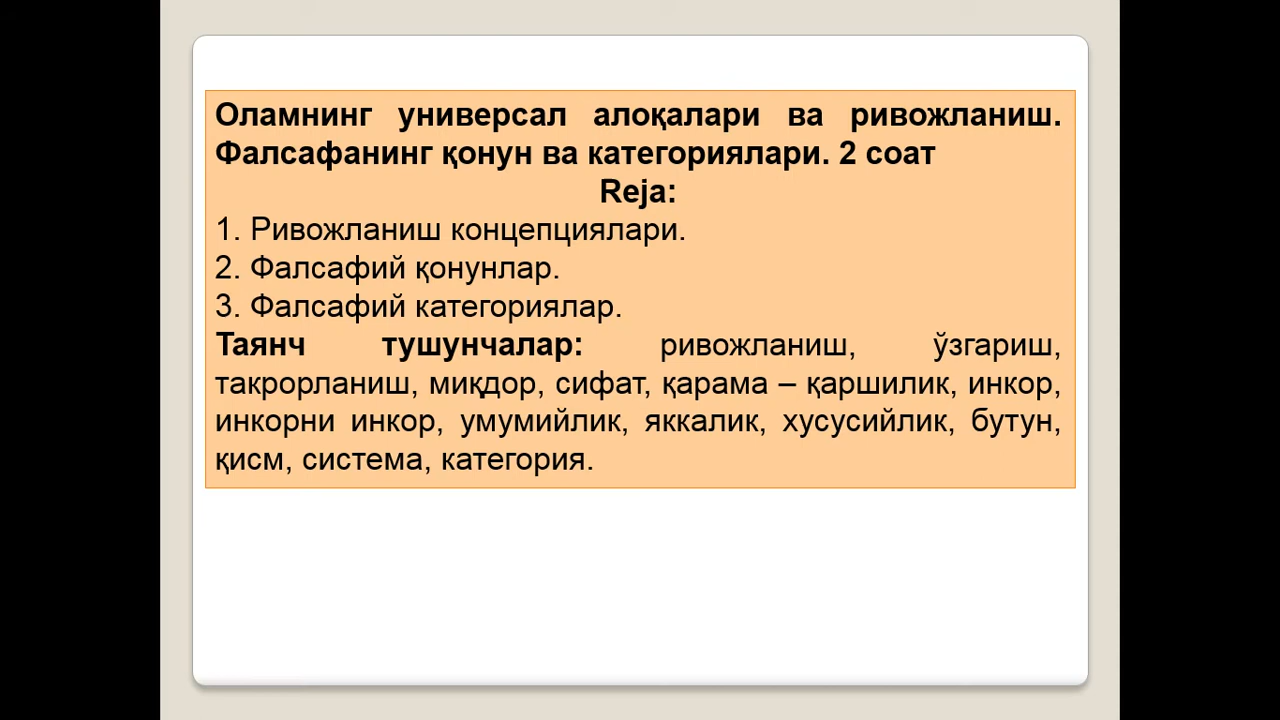 Оламнинг универсал алоқалари ва ривожланиш.
Фалсафанинг қонун ва категориялари. 2 соат
Reja:
1. Ривожланиш концепциялари.
2. Фалсафий қонунлар.
3. Фалсафий категориялар.
Таянч тушунчалар: ривожланиш, ўзгариш,
такрорланиш, миқдор, сифат, қарама – қаршилик, инкор,
инкорни инкор, умумийлик, яккалик, хусусийлик, бутун,
қисм, система, категория.